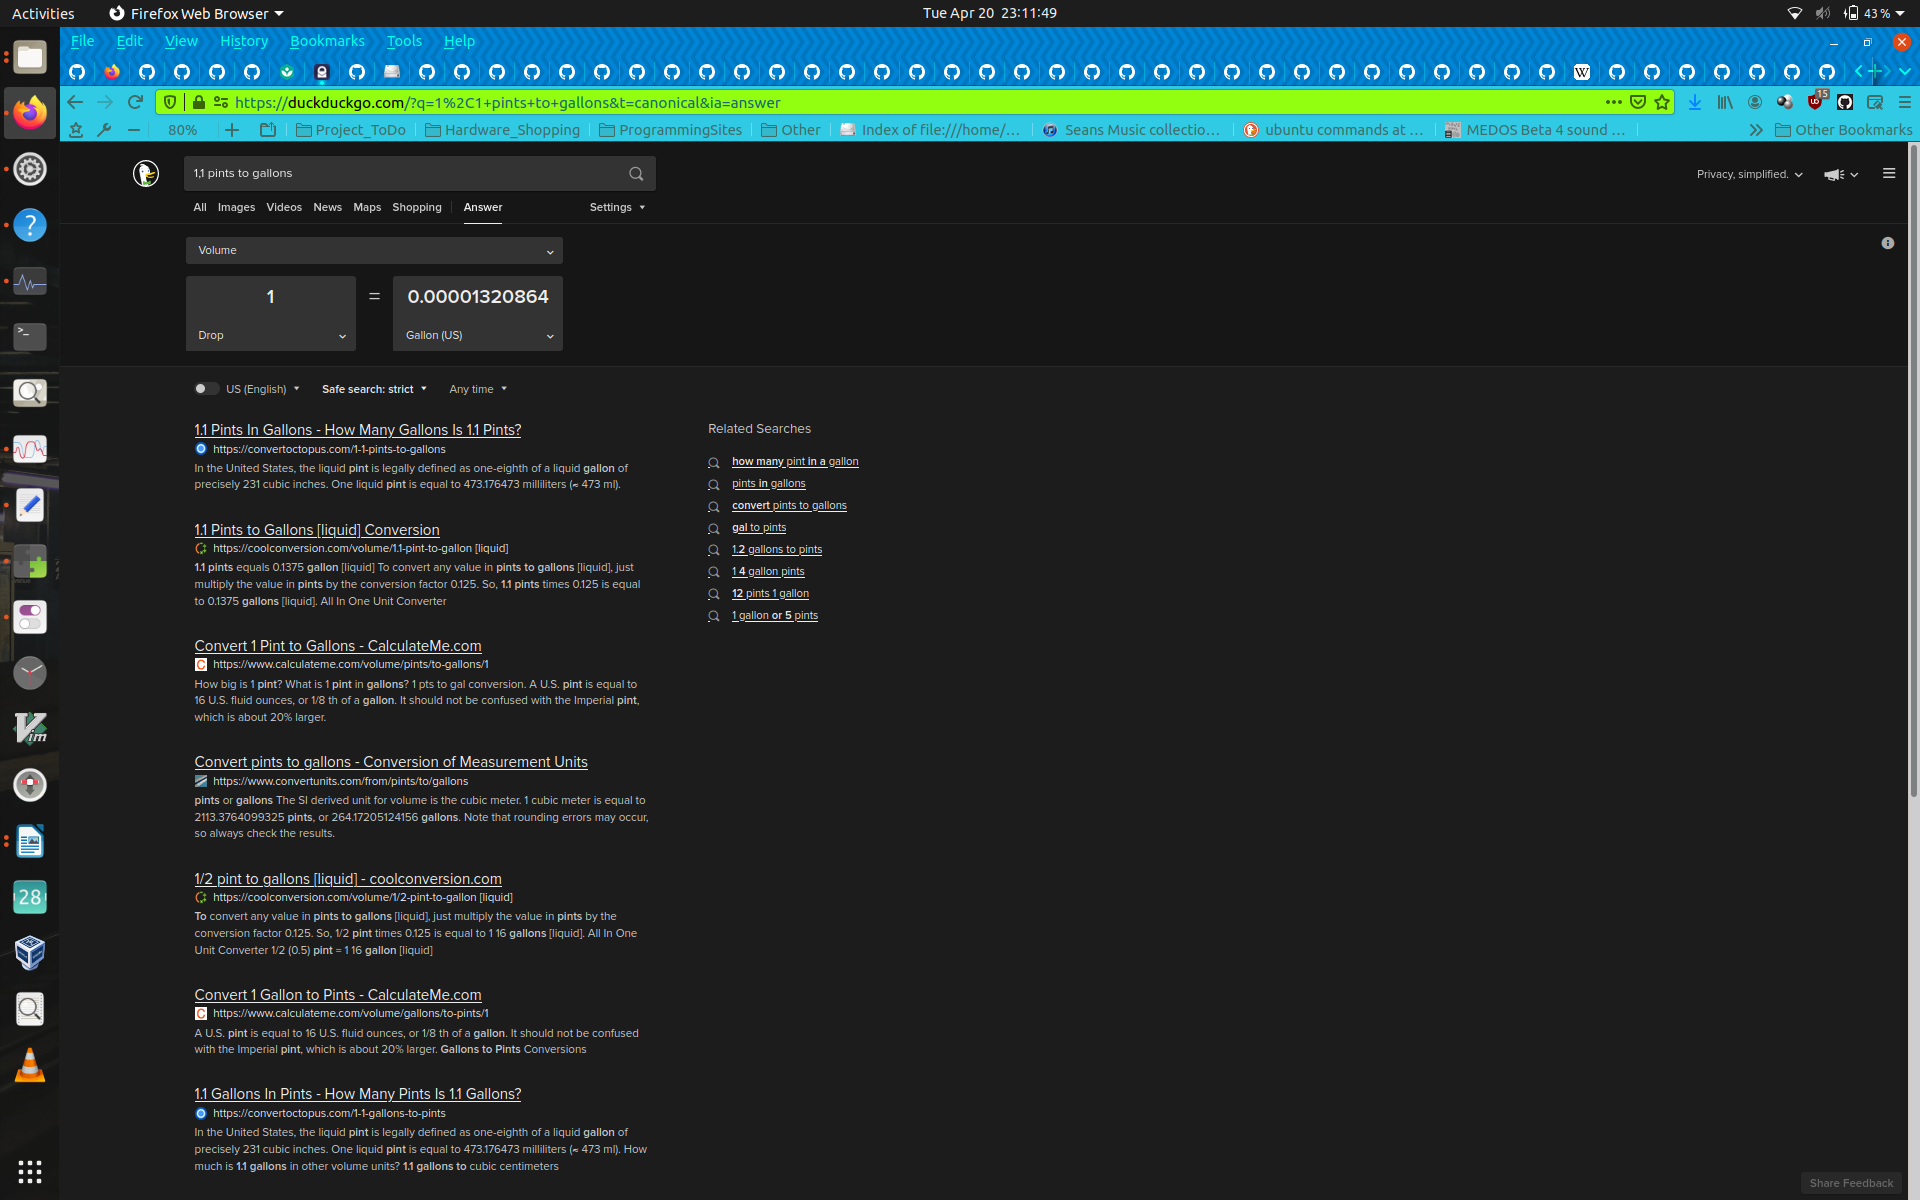 Activities
Firefox Web Browser
Tue Apr 20 23:11:49
43 %
File Edit View History Bookmarks Tools Help
W
https://duckduckgo.com/?q=1%2C1+pints+to+gallons&t=canonical&ia=answer
15
80%
Project_ToDo
Hardware_Shopping
ProgrammingSites
Other
Index of file:///home/…
Seans Music collectio…
ubuntu commands at …
MEDOS Beta 4 sound …
Other Bookmarks
1,1 pints to gallons
Privacy, simplified.
All Images Videos News Maps Shopping Answer Settings
Volume
1 = 0.00001320864
Drop Gallon (US)
US (English) Safe search: strict Any time
1.1 Pints In Gallons - How Many Gallons Is 1.1 Pints?
https://convertoctopus.com/1-1-pints-to-gallons
In the United States, the liquid pint is legally defined as one-eighth of a liquid gallon of
precisely 231 cubic inches. One liquid pint is equal to 473.176473 milliliters (≈ 473 ml).
1.1 Pints to Gallons [liquid] Conversion
https://coolconversion.com/volume/1.1-pint-to-gallon [liquid]
1.1 pints equals 0.1375 gallon [liquid] To convert any value in pints to gallons [liquid], just
multiply the value in pints by the conversion factor 0.125. So, 1.1 pints times 0.125 is equal
to 0.1375 gallons [liquid]. All In One Unit Converter
Convert 1 Pint to Gallons - CalculateMe.com
https://www.calculateme.com/volume/pints/to-gallons/1
How big is 1 pint? What is 1 pint in gallons? 1 pts to gal conversion. A U.S. pint is equal to
16 U.S. fluid ounces, or 1/8 th of a gallon. It should not be confused with the Imperial pint,
which is about 20% larger.
Convert pints to gallons - Conversion of Measurement Units
https://www.convertunits.com/from/pints/to/gallons
pints or gallons The SI derived unit for volume is the cubic meter. 1 cubic meter is equal to
2113.3764099325 pints, or 264.17205124156 gallons. Note that rounding errors may occur,
so always check the results.
1/2 pint to gallons [liquid] - coolconversion.com
https://coolconversion.com/volume/1/2-pint-to-gallon [liquid]
To convert any value in pints to gallons [liquid], just multiply the value in pints by the
conversion factor 0.125. So, 1/2 pint times 0.125 is equal to 1 16 gallons [liquid]. All In One
Unit Converter 1/2 (0.5) pint = 1 16 gallon [liquid]
Convert 1 Gallon to Pints - CalculateMe.com
https://www.calculateme.com/volume/gallons/to-pints/1
A U.S. pint is equal to 16 U.S. fluid ounces, or 1/8 th of a gallon. It should not be confused
with the Imperial pint, which is about 20% larger. Gallons to Pints Conversions
1.1 Gallons In Pints - How Many Pints Is 1.1 Gallons?
https://convertoctopus.com/1-1-gallons-to-pints
In the United States, the liquid pint is legally defined as one-eighth of a liquid gallon of
precisely 231 cubic inches. One liquid pint is equal to 473.176473 milliliters (≈ 473 ml). How
much is 1.1 gallons in other volume units? 1.1 gallons to cubic centimeters
Related Searches
how many pint in a gallon
pints in gallons
convert pints to gallons
gal to pints
1.2 gallons to pints
1 4 gallon pints
12 pints 1 gallon
1 gallon or 5 pints
Share Feedback
Vim
28